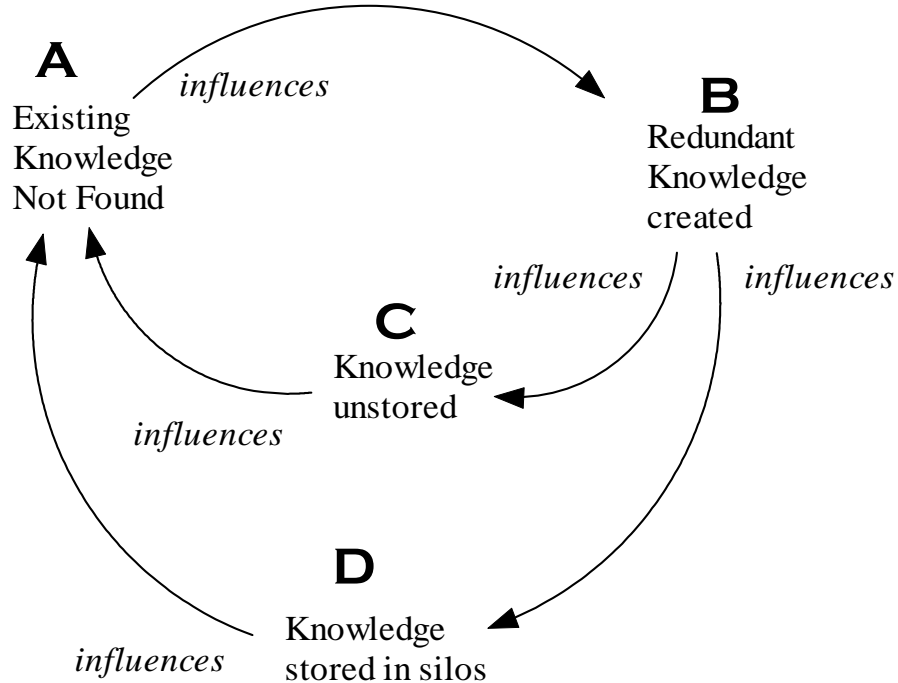 A
influences
Existing
Knowledge
Not Found
B
Redundant
Knowledge
created
influences
influences
C
Knowledge
unstored
influences
D
Knowledge
stored in silos
influences